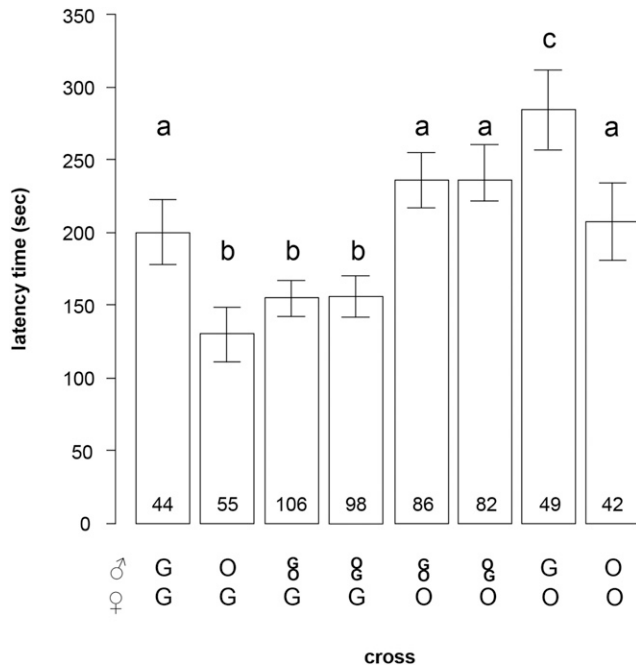 350
300
250
200
150
100
50
0
latency time (sec)
a
b
b
b
a
a
c
a
44 55 106 98 86 82 49 42
♂ G O G O O G G O O G G O
♀ G G G G O O O O
cross